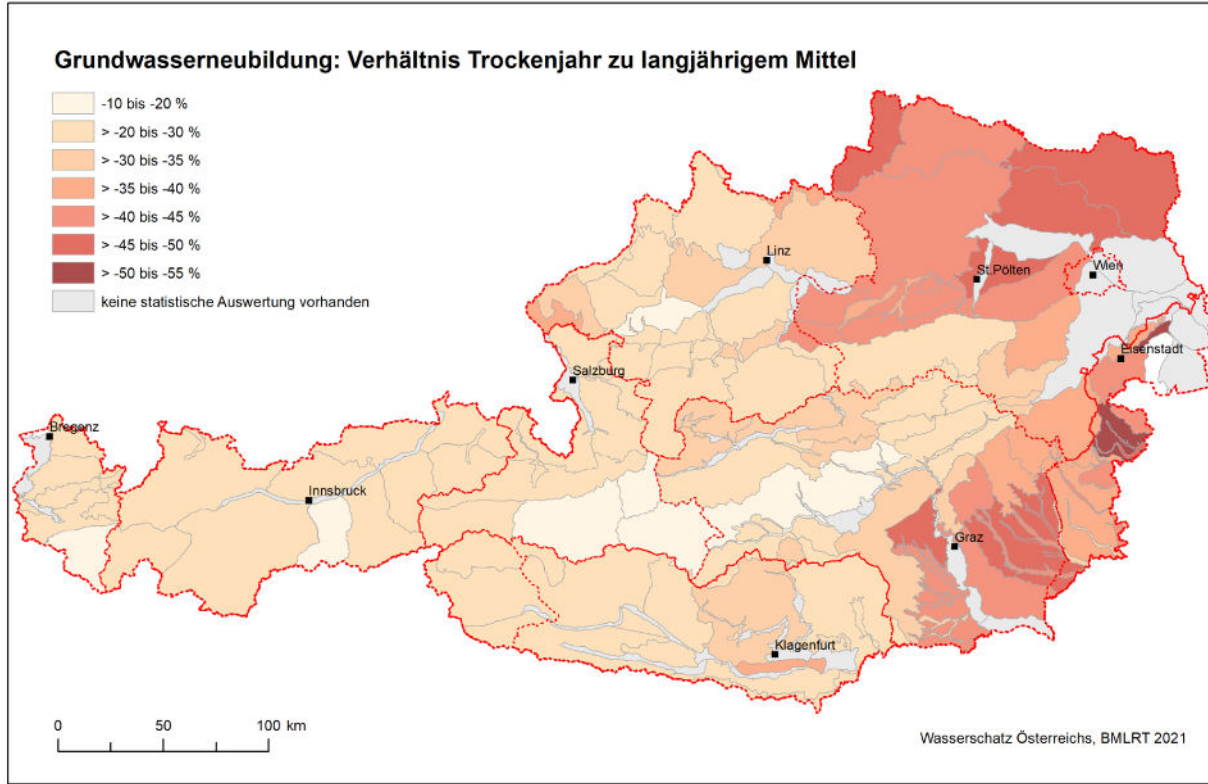 Grundwasserneubildung: Verhältnis Trockenjahr zu langjährigem Mittel
-10 bis -20 %
> -20 bis -30 %
> -30 bis -35 %
> -35 bis -40 %
> -40 bis -45 %
> -45 bis -50 %
> -50 bis -55 %
keine statistische Auswertung vorhanden
Linz
St.Pölten
Wien
Eisenstadt
Salzburg
Bregenz
Innsbruck
Graz
Klagenfurt
0 50 100 km
Wasserschatz Österreichs, BMLRT 2021